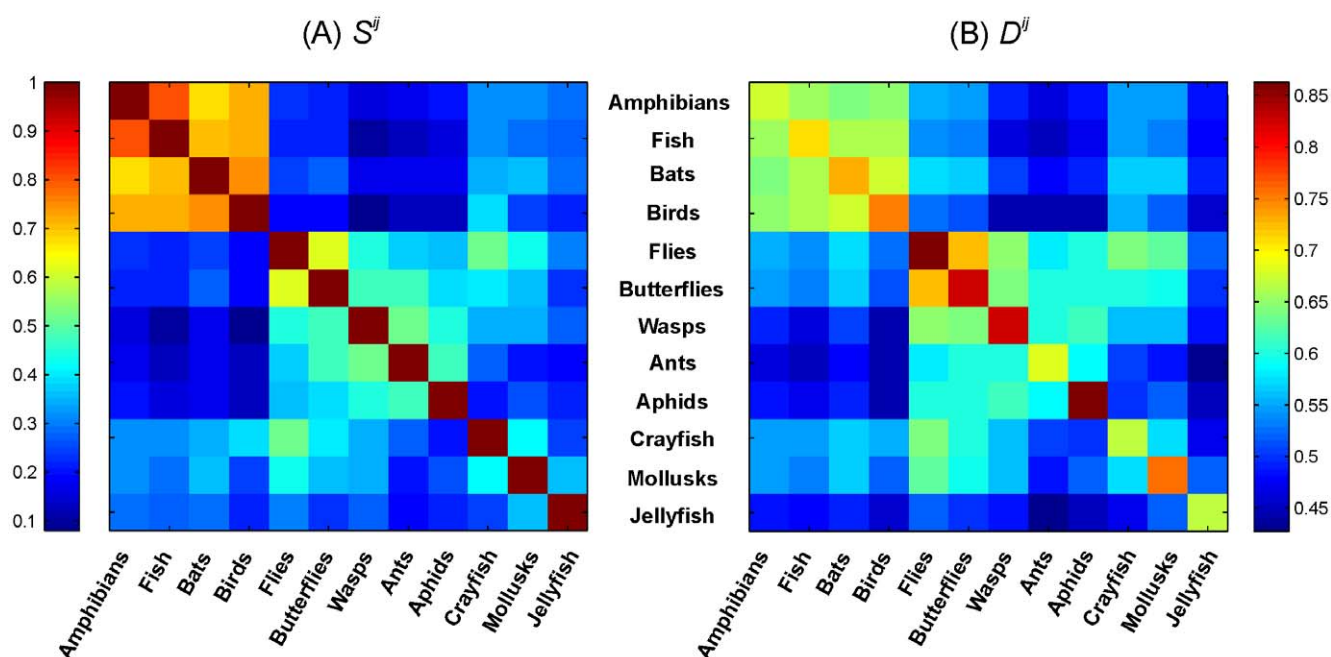 (A) S^ij
(B) D^ij
1
0.9
0.8
0.7
0.6
0.5
0.4
0.3
0.2
0.1
Amphibians
Fish
Bats
Birds
Flies
Butterflies
Wasps
Ants
Aphids
Crayfish
Mollusks
Jellyfish
0.85
0.8
0.75
0.7
0.65
0.6
0.55
0.5
0.45
Amphibians
Fish
Bats
Birds
Flies
Butterflies
Wasps
Ants
Aphids
Crayfish
Mollusks
Jellyfish
Amphibians
Fish
Bats
Birds
Flies
Butterflies
Wasps
Ants
Aphids
Crayfish
Mollusks
Jellyfish